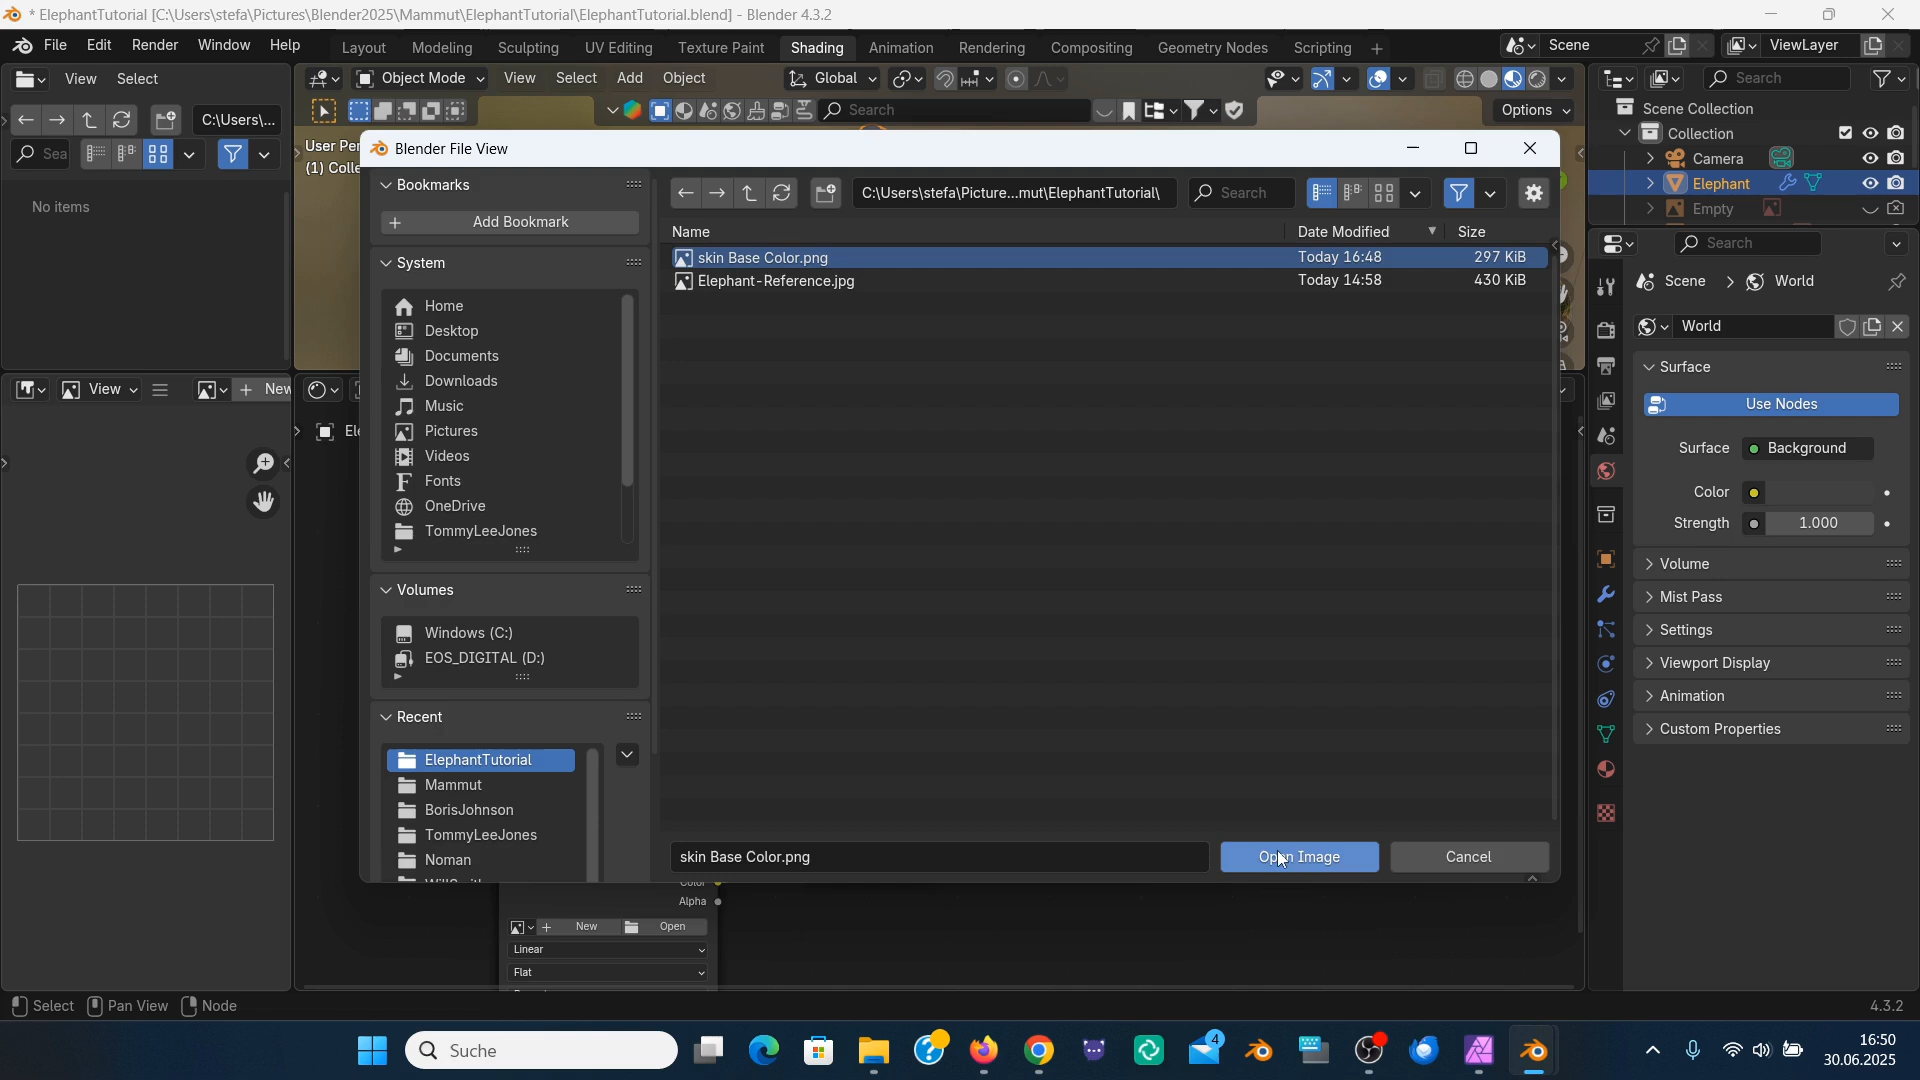 * ElephantTutorial [C:\Users\stefa\Pictures\Blender2025\Mammut\ElephantTutorial\ElephantTutorial.blend] - Blender 4.3.2
File Edit Render Window Help Layout Modeling Sculpting UV Editing Texture Paint Shading Animation Rendering Compositing Geometry Nodes Scripting + Scene ViewLayer
View Select Object Mode View Select Add Object Global Search
C:\Users\... Search Options Scene Collection
User Per Blender File View Collection
Sea (1) Colle Camera
Bookmarks Elephant
No items Add Bookmark C:\Users\stefa\Picture...mut\ElephantTutorial\ Search Empty
Name Date Modified Size
System skin Base Color.png Today 16:48 297 KiB Search
Elephant-Reference.jpg Today 14:58 430 KiB Scene World
Home
Desktop World
Documents
Downloads Surface
View New Music Use Nodes
El Pictures Surface Background
Videos
Fonts Color
OneDrive Strength 1.000
TommyLeeJones
Volume
Volumes Mist Pass
Windows (C:) Settings
EOS_DIGITAL (D:) Viewport Display
Animation
Recent Custom Properties
ElephantTutorial
Mammut
BorisJohnson
TommyLeeJones
Noman
skin Base Color.png Open Image Cancel
Color
Alpha
New Open
Linear
Flat
Select Pan View Node 4.3.2
Suche 4 16:50
30.06.2025